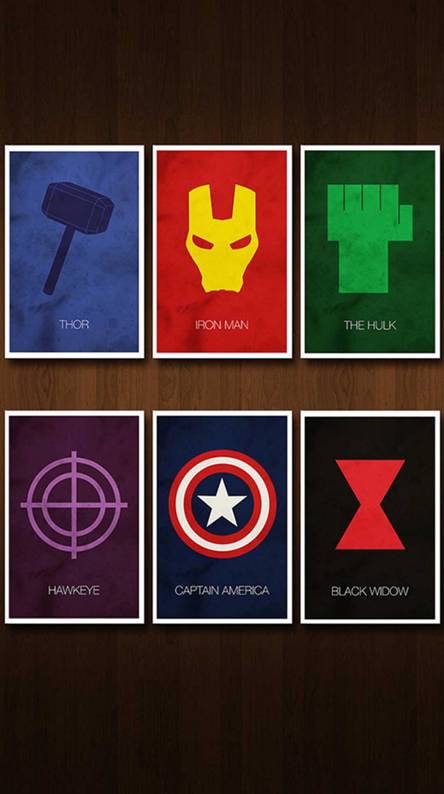 THOR
IRON MAN
THE HULK
HAWKEYE
CAPTAIN AMERICA
BLACK WIDOW